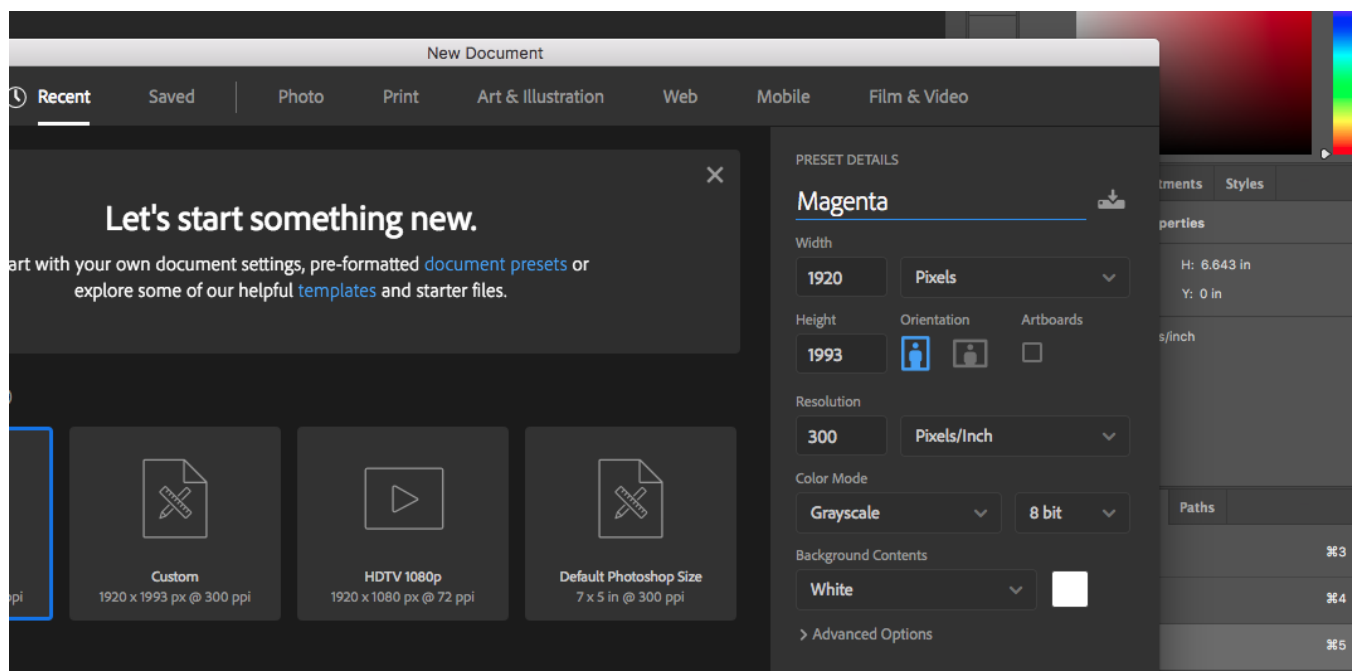 New Document
Recent Saved Photo Print Art & Illustration Web Mobile Film & Video
Let's start something new.
art with your own document settings, pre-formatted document presets or
explore some of our helpful templates and starter files.
Custom
1920 x 1993 px @ 300 ppi
HDTV 1080p
1920 x 1080 px @ 72 ppi
Default Photoshop Size
7 x 5 in @ 300 ppi
ppi
PRESET DETAILS
Magenta
Width
1920 Pixels
Height Orientation Artboards
1993
Resolution
300 Pixels/Inch
Color Mode
Grayscale 8 bit
Background Contents
White
> Advanced Options
tments Styles
perties
H: 6.643 in
Y: 0 in
s/inch
Paths
⌘3
⌘4
⌘5